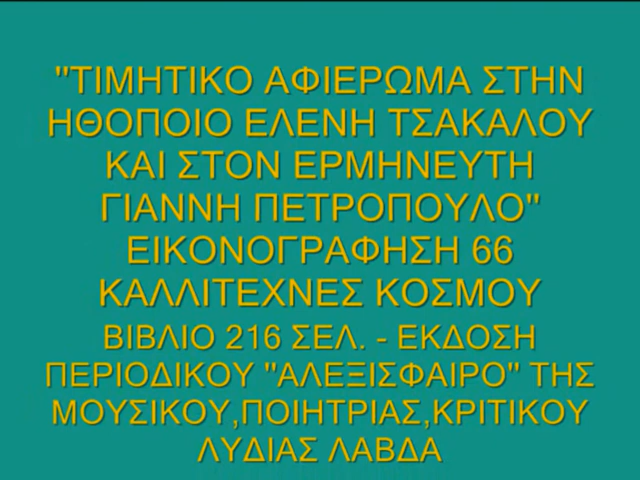 "ΤΙΜΗΤΙΚΟ ΑΦΙΕΡΩΜΑ ΣΤΗΝ
ΗΘΟΠΟΙΟ ΕΛΕΝΗ ΤΣΑΚΑΛΟΥ
ΚΑΙ ΣΤΟΝ ΕΡΜΗΝΕΥΤΗ
ΓΙΑΝΝΗ ΠΕΤΡΟΠΟΥΛΟ"
ΕΙΚΟΝΟΓΡΑΦΗΣΗ 66
ΚΑΛΛΙΤΕΧΝΕΣ ΚΟΣΜΟΥ
ΒΙΒΛΙΟ 216 ΣΕΛ. - ΕΚΔΟΣΗ
ΠΕΡΙΟΔΙΚΟΥ "ΑΛΕΞΙΣΦΑΙΡΟ" ΤΗΣ
ΜΟΥΣΙΚΟΥ,ΠΟΙΗΤΡΙΑΣ,ΚΡΙΤΙΚΟΥ
ΛΥΔΙΑΣ ΛΑΒΔΑ